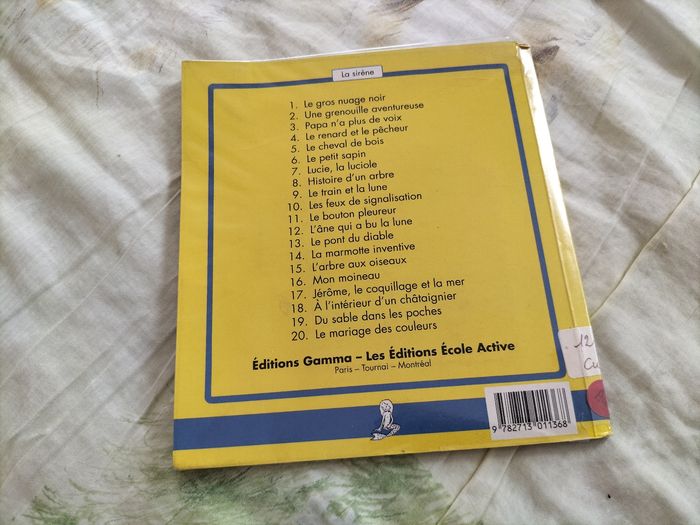 La sirène
1. Le gros nuage noir
2. Une grenouille aventureuse
3. Papa n'a plus de voix
4. Le renard et le pêcheur
5. Le cheval de bois
6. Le petit sapin
7. Lucie, la luciole
8. Histoire d'un arbre
9. Le train et la lune
10. Les feux de signalisation
11. Le bouton pleureur
12. L'âne qui a bu la lune
13. Le pont du diable
14. La marmotte inventive
15. L'arbre aux oiseaux
16. Mon moineau
17. Jérôme, le coquillage et la mer
18. À l'intérieur d'un châtaignier
19. Du sable dans les poches
20. Le mariage des couleurs
Éditions Gamma – Les Éditions École Active
Paris – Tournai – Montréal
9 782713 011368
12